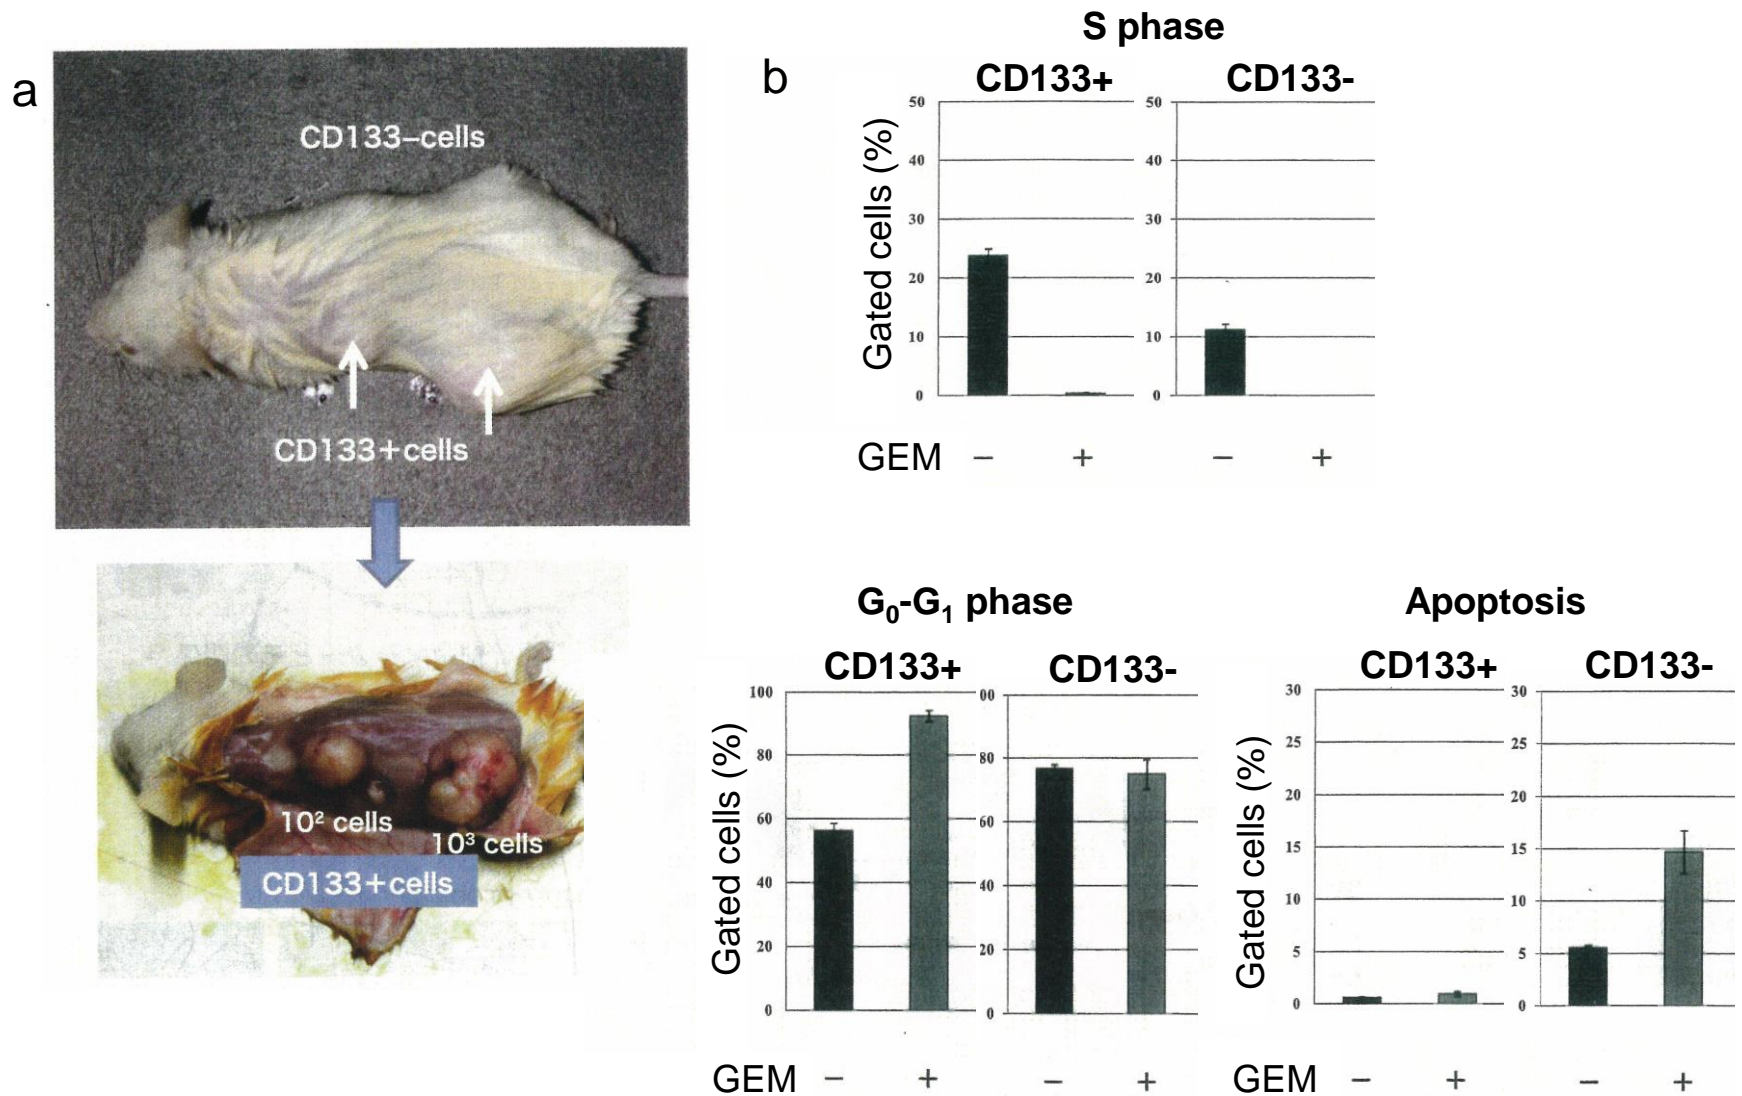 a
CD133–cells
CD133+cells
10² cells
10³ cells
CD133+cells
b
S phase
CD133+
CD133-
Gated cells (%)
50
40
30
20
10
0
50
40
30
20
10
0
GEM − + − +
G₀-G₁ phase
CD133+
CD133-
Gated cells (%)
100
80
60
40
20
0
00
80
60
40
20
0
GEM − + − +
Apoptosis
CD133+
CD133-
Gated cells (%)
30
25
20
15
10
5
0
30
25
20
15
10
5
0
GEM − + − +